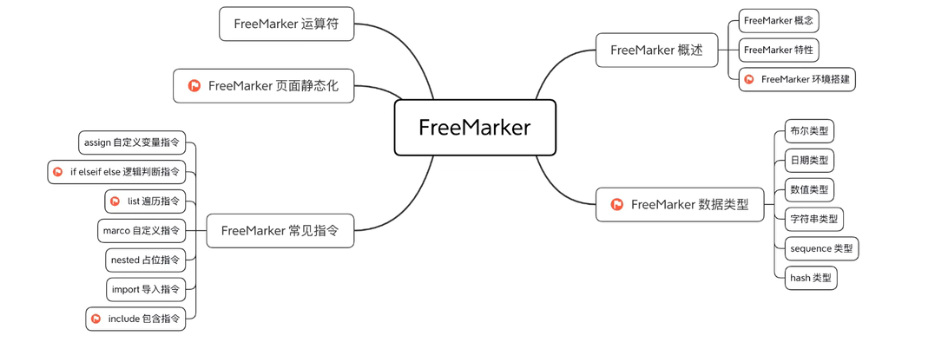 FreeMarker
FreeMarker 概述
FreeMarker 概念
FreeMarker 特性
FreeMarker 环境搭建
FreeMarker 数据类型
布尔类型
日期类型
数值类型
字符串类型
sequence 类型
hash 类型
FreeMarker 运算符
FreeMarker 页面静态化
FreeMarker 常见指令
assign 自定义变量指令
if elseif else 逻辑判断指令
list 遍历指令
marco 自定义指令
nested 占位指令
import 导入指令
include 包含指令